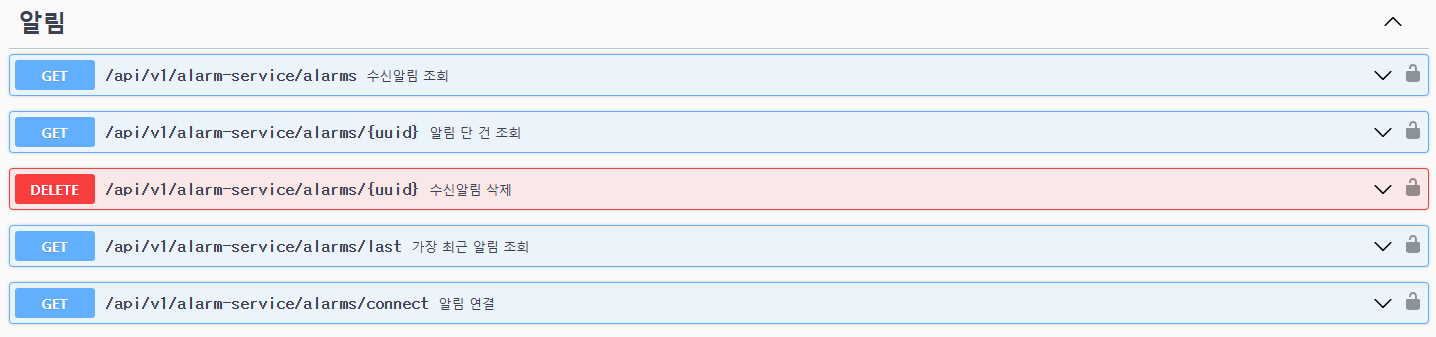 알림
GET /api/v1/alarm-service/alarms 수신알림 조회
GET /api/v1/alarm-service/alarms/{uuid} 알림 단 건 조회
DELETE /api/v1/alarm-service/alarms/{uuid} 수신알림 삭제
GET /api/v1/alarm-service/alarms/last 가장 최근 알림 조회
GET /api/v1/alarm-service/alarms/connect 알림 연결